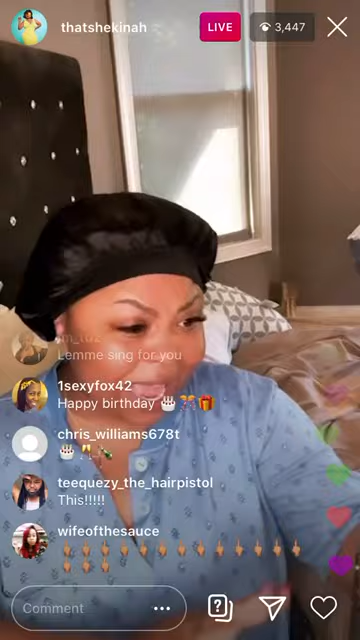 thatshekinah LIVE 3,447
Lemme sing for you
1sexyfox42
Happy birthday 🎂🎊🎁
chris_williams678t
🎂🥂🍾
teequezy_the_hairpistol
This!!!!!
wifeofthesauce
Comment